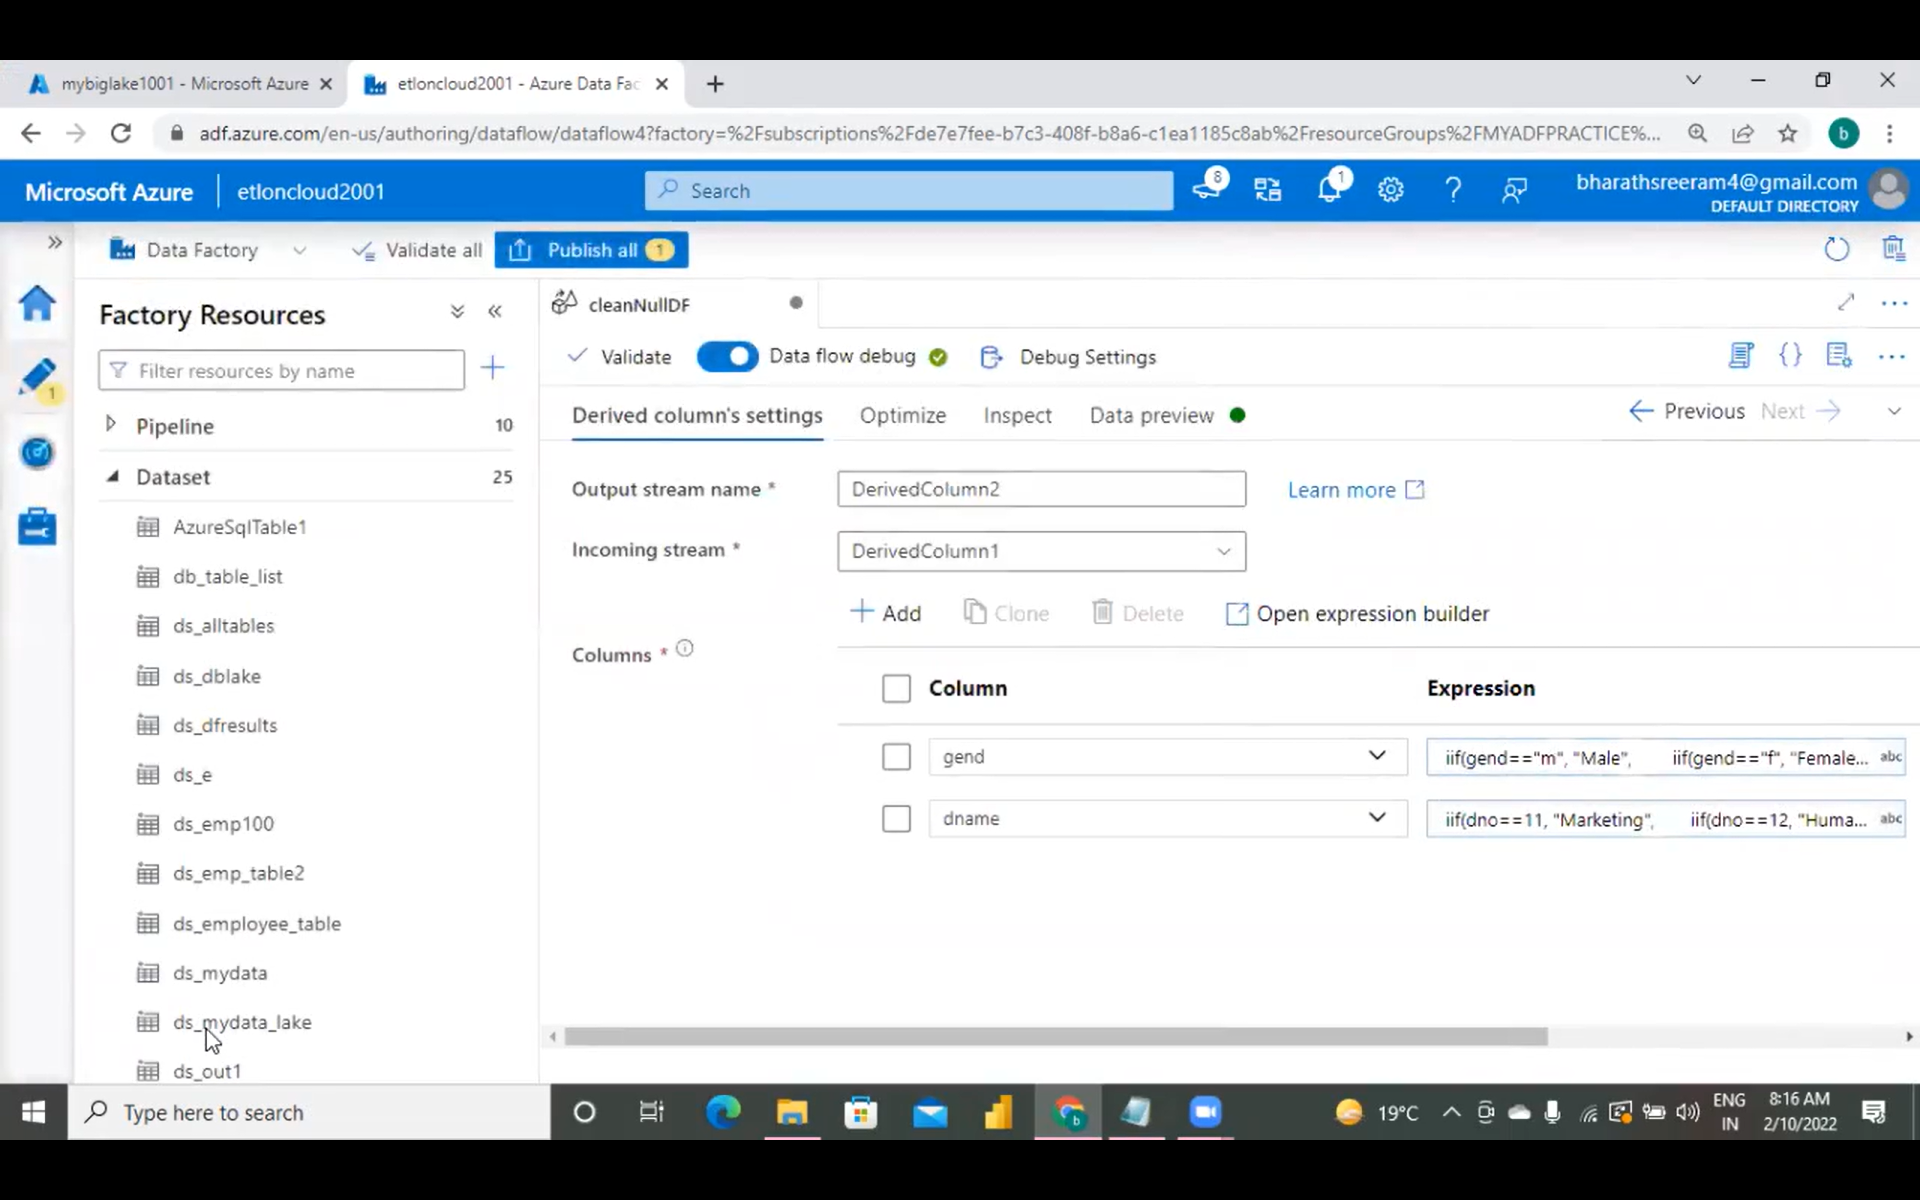 mybiglake1001 - Microsoft Azure
etloncloud2001 - Azure Data Fac
adf.azure.com/en-us/authoring/dataflow/dataflow4?factory=%2Fsubscriptions%2Fde7e7fee-b7c3-408f-b8a6-c1ea1185c8ab%2FresourceGroups%2FMYADFPRACTICE%...
b
Microsoft Azure
etloncloud2001
Search
8
1
bharathsreeram4@gmail.com
DEFAULT DIRECTORY
Data Factory
Validate all
Publish all 1
Factory Resources
cleanNullDF
Validate
Data flow debug
Debug Settings
Filter resources by name
1
Pipeline 10
Dataset 25
AzureSqlTable1
db_table_list
ds_alltables
ds_dblake
ds_dfresults
ds_e
ds_emp100
ds_emp_table2
ds_employee_table
ds_mydata
ds_mydata_lake
ds_out1
Derived column's settings
Optimize
Inspect
Data preview
Previous
Next
Output stream name *
DerivedColumn2
Learn more
Incoming stream *
DerivedColumn1
Add
Clone
Delete
Open expression builder
Columns *
Column
Expression
gend
iif(gend=="m", "Male", iif(gend=="f", "Female... abc
dname
iif(dno==11, "Marketing", iif(dno==12, "Huma... abc
Type here to search
b
19°C
ENG
IN
8:16 AM
2/10/2022